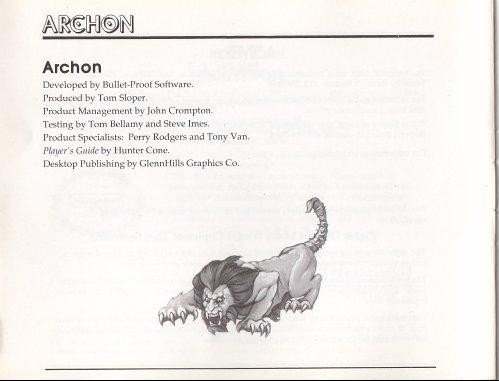 ARCHON
Archon
Developed by Bullet-Proof Software.
Produced by Tom Sloper.
Product Management by John Crompton.
Testing by Tom Bellamy and Steve Imes.
Product Specialists: Perry Rodgers and Tony Van.
Player's Guide by Hunter Cone.
Desktop Publishing by GlennHills Graphics Co.